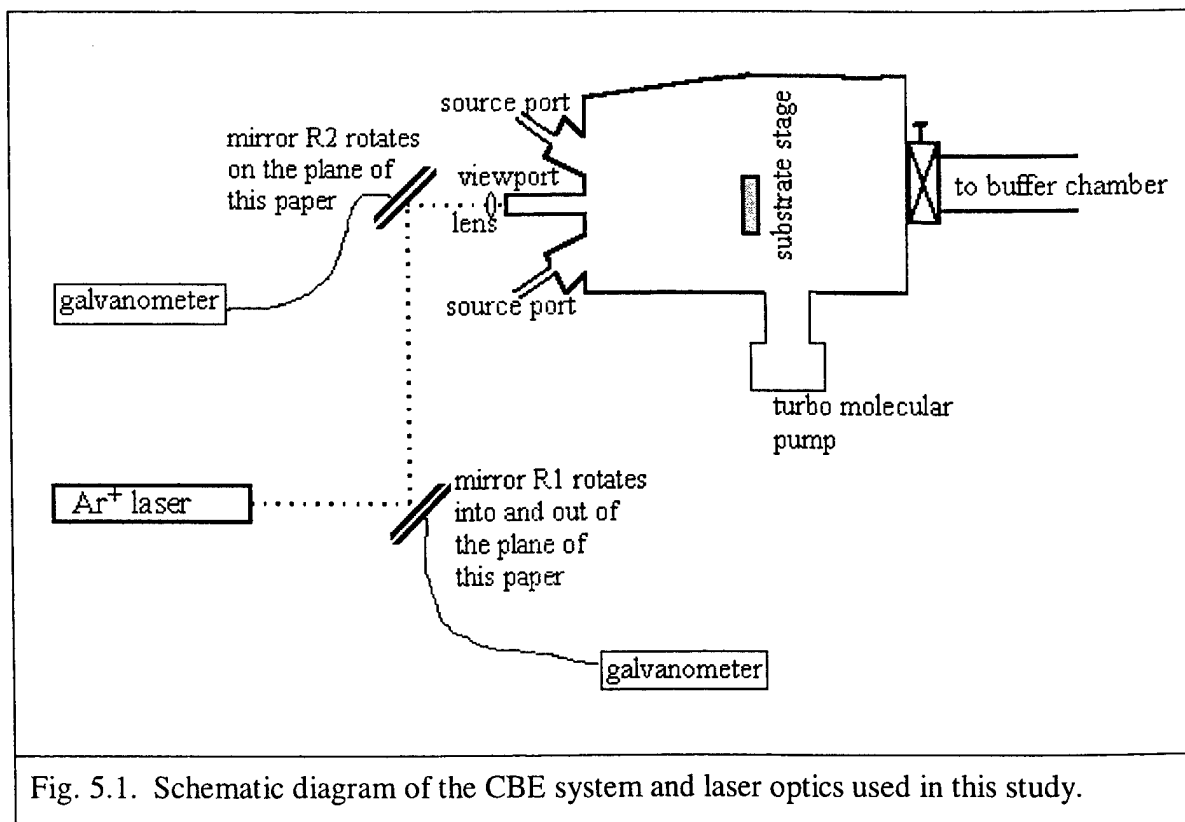 source port
mirror R2 rotates
on the plane of
this paper
viewport
lens
substrate stage
to buffer chamber
galvanometer
source port
turbo molecular
pump
Ar+ laser
mirror R1 rotates
into and out of
the plane of
this paper
galvanometer
Fig. 5.1. Schematic diagram of the CBE system and laser optics used in this study.